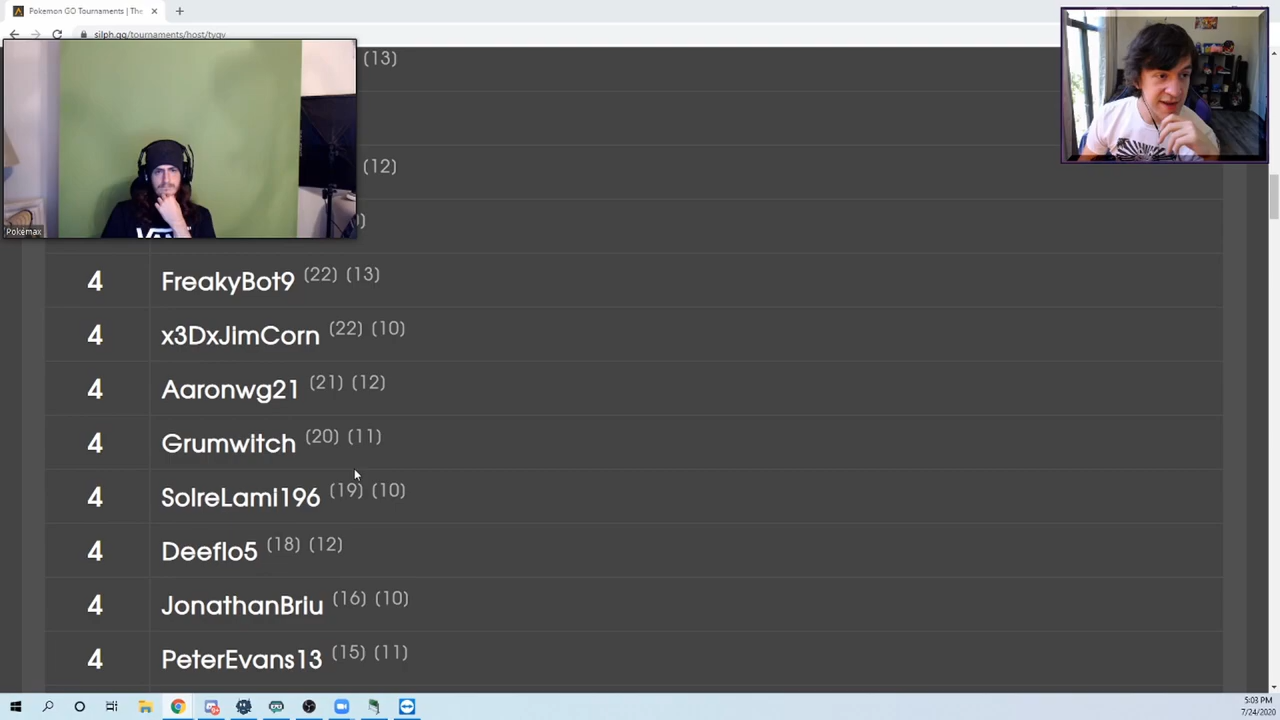 Pokemon GO Tournaments | The
silph.gg/tournaments/host/tyqv
(13)
(12)
Pokémax
4 FreakyBot9 (22) (13)
4 x3DxJimCorn (22) (10)
4 Aaronwg21 (21) (12)
4 Grumwitch (20) (11)
4 SolreLami196 (19) (10)
4 Deeflo5 (18) (12)
4 JonathanBriu (16) (10)
4 PeterEvans13 (15) (11)
5:03 PM
7/24/2020